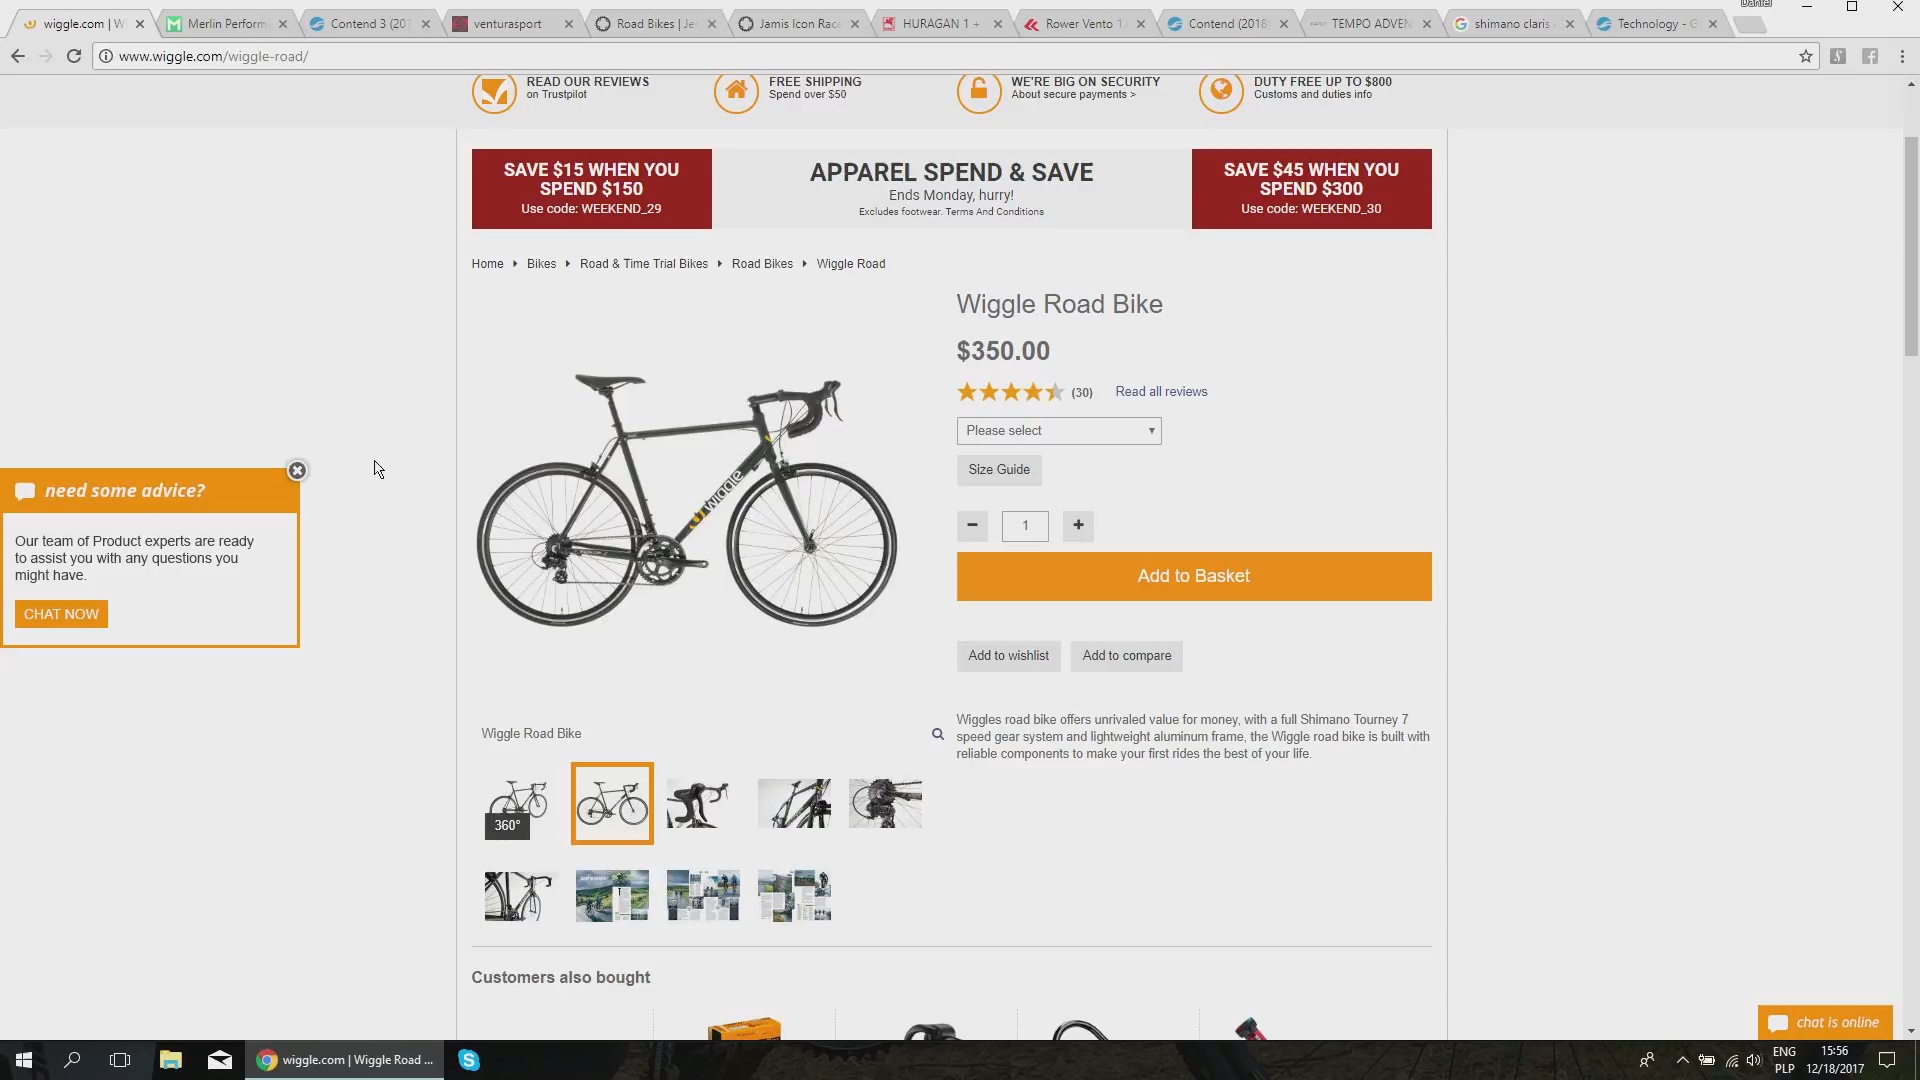 wiggle.com | W
Merlin Perform
Contend 3 (201
venturasport
Road Bikes | Je
Jamis Icon Race
HURAGAN 1 +
Rower Vento 1.
Contend (2018)
TEMPO ADVEN
shimano claris
Technology - G
Daniel
www.wiggle.com/wiggle-road/
READ OUR REVIEWS
on Trustpilot
FREE SHIPPING
Spend over $50
WE'RE BIG ON SECURITY
About secure payments >
DUTY FREE UP TO $800
Customs and duties info
SAVE $15 WHEN YOU
SPEND $150
Use code: WEEKEND_29
APPAREL SPEND & SAVE
Ends Monday, hurry!
Excludes footwear. Terms And Conditions
SAVE $45 WHEN YOU
SPEND $300
Use code: WEEKEND_30
Home Bikes Road & Time Trial Bikes Road Bikes Wiggle Road
Wiggle Road Bike
$350.00
(30) Read all reviews
Please select
Size Guide
1
Add to Basket
Add to wishlist
Add to compare
Wiggles road bike offers unrivaled value for money, with a full Shimano Tourney 7
speed gear system and lightweight aluminum frame, the Wiggle road bike is built with
reliable components to make your first rides the best of your life.
wiggle
Wiggle Road Bike
360°
need some advice?
Our team of Product experts are ready
to assist you with any questions you
might have.
CHAT NOW
Customers also bought
chat is online
wiggle.com | Wiggle Road ...
ENG
PLP
15:56
12/18/2017